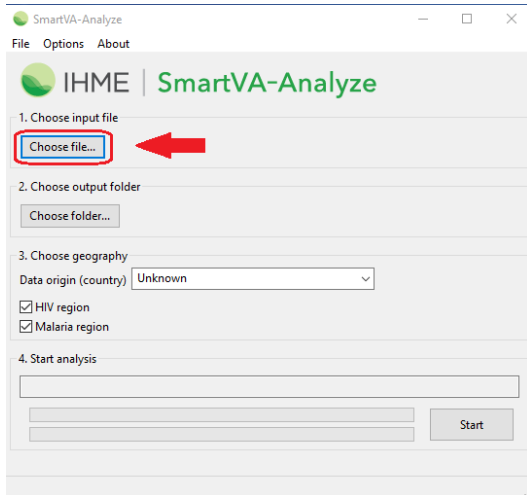 SmartVA-Analyze
File Options About
IHME | SmartVA-Analyze
1. Choose input file
Choose file...
2. Choose output folder
Choose folder...
3. Choose geography
Data origin (country) Unknown
HIV region
Malaria region
4. Start analysis
Start